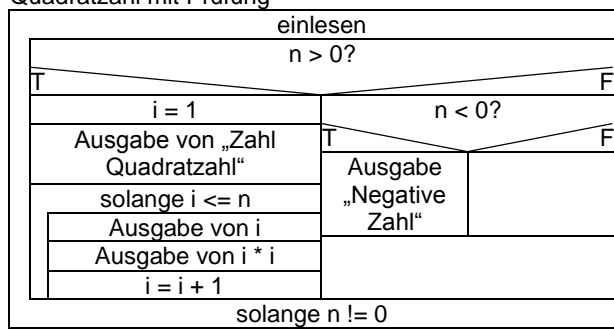 Quadratzahl mit Prüfung
einlesen
n > 0?
T
F
i = 1
n < 0?
Ausgabe von „Zahl
Quadratzahl“
T
F
Ausgabe
„Negative
Zahl“
solange i <= n
Ausgabe von i
Ausgabe von i * i
i = i + 1
solange n != 0